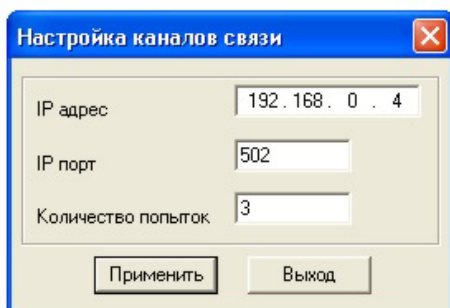 Настройка каналов связи
IP адрес 192.168. 0 . 4
IP порт 502
Количество попыток 3
Применить Выход